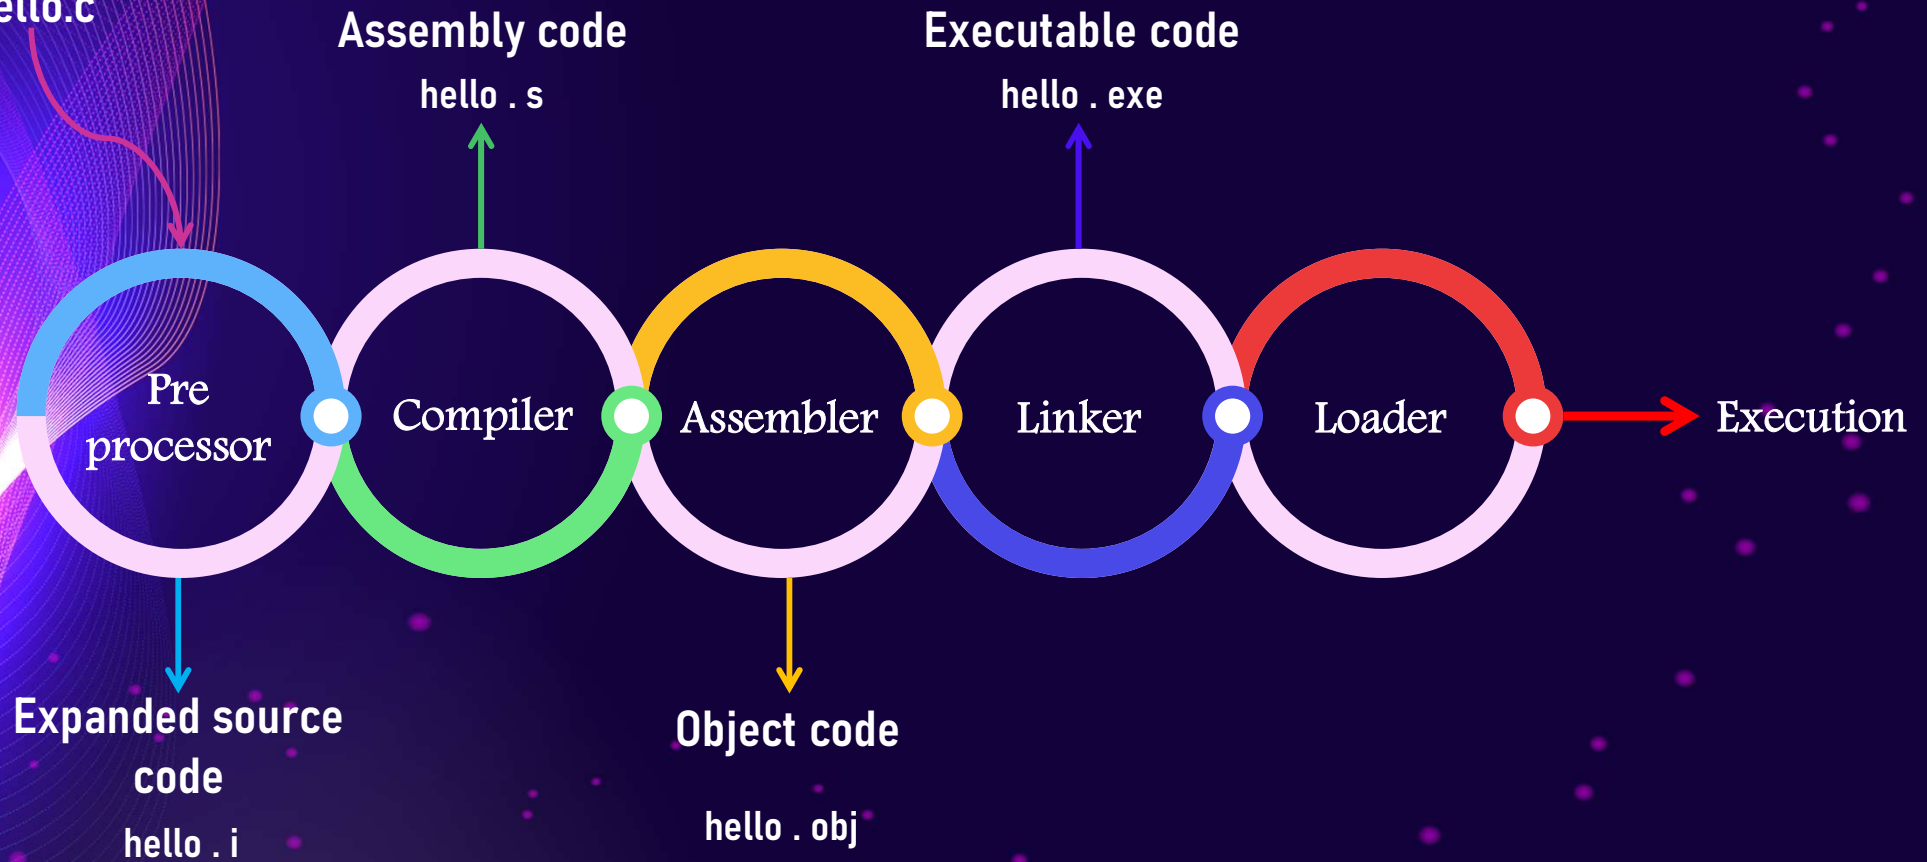 ello.c
Assembly code
hello . s
Executable code
hello . exe
Pre
processor
Compiler
Assembler
Linker
Loader
Execution
Expanded source
code
hello . i
Object code
hello . obj